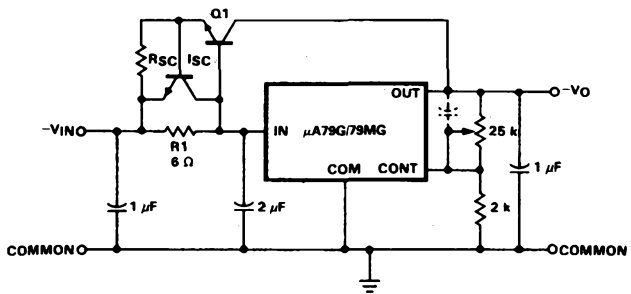 Q1
RSC
ISC
OUT
-VO
-VIN
IN
μA79G/79MG
25 k
R1
6 Ω
COM
CONT
1 μF
1 μF
2 μF
2 k
COMMON
COMMON